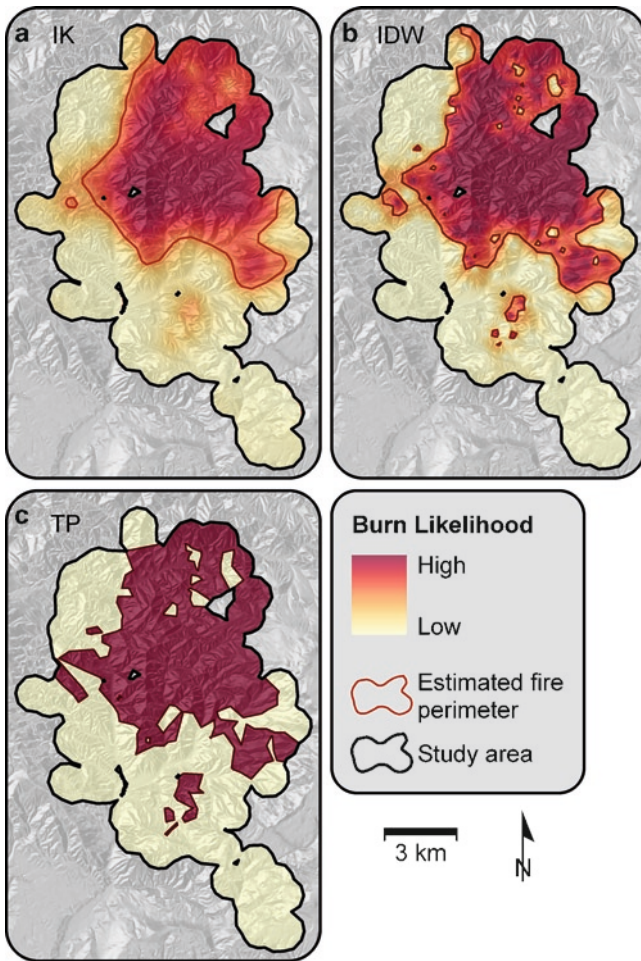 a IK
b IDW
c TP
Burn Likelihood
High
Low
Estimated fire
perimeter
Study area
3 km
N